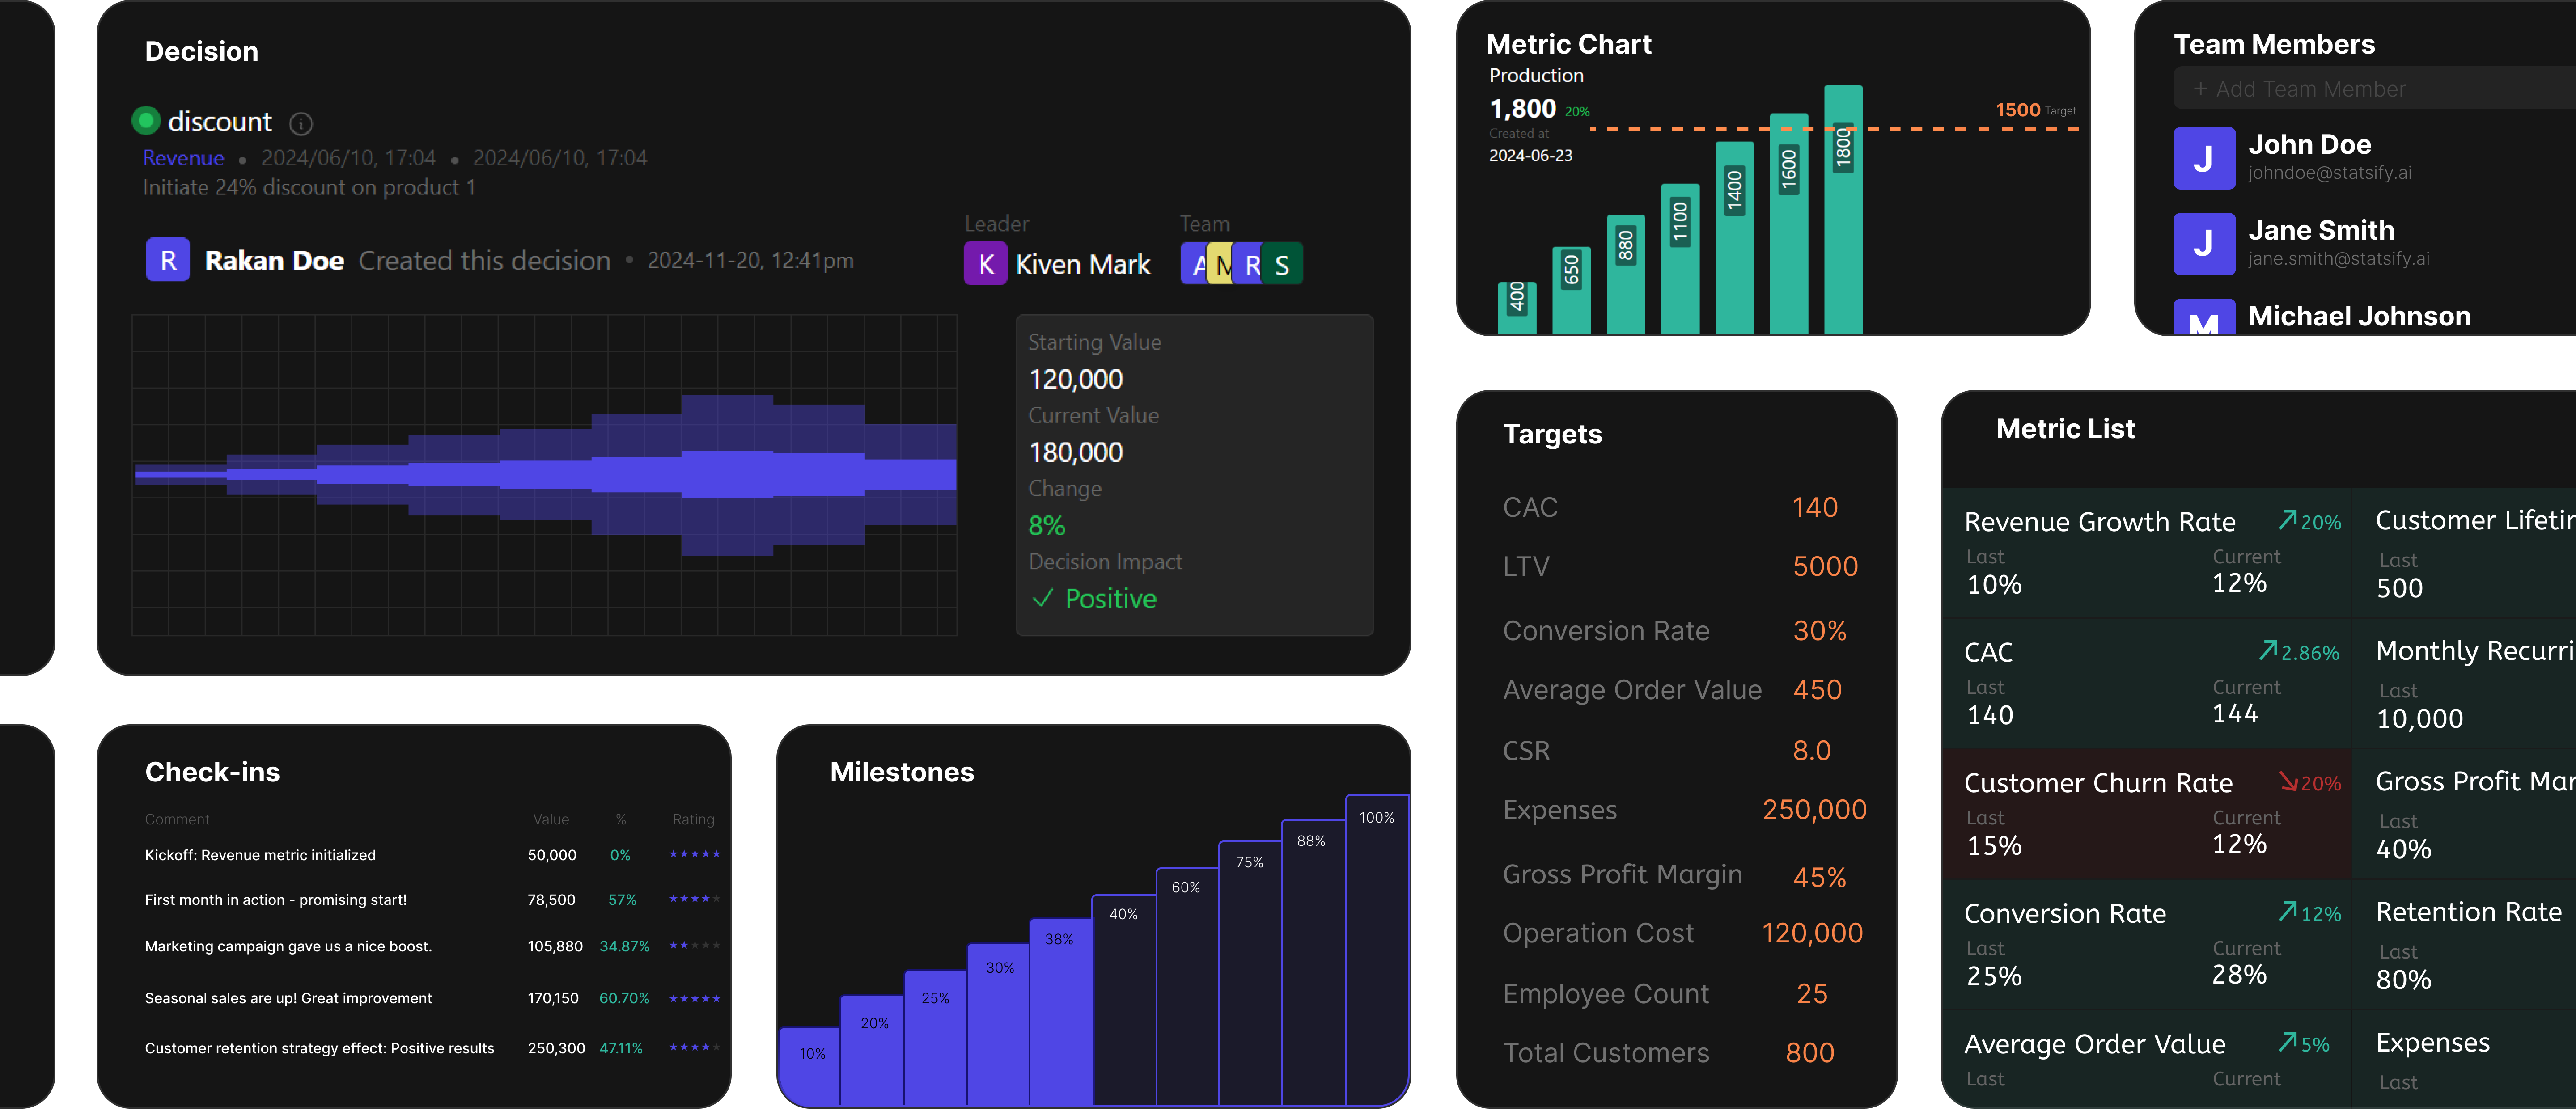 Decision
discount
Revenue • 2024/06/10, 17:04 • 2024/06/10, 17:04
Initiate 24% discount on product 1
R Rakan Doe Created this decision • 2024-11-20, 12:41pm
Leader
K Kiven Mark
Team
A M R S
Starting Value
120,000
Current Value
180,000
Change
8%
Decision Impact
✓ Positive
Metric Chart
Production
1,800 20%
Created at
2024-06-23
1500 Target
400
650
880
1100
1400
1600
1800
Team Members
+ Add Team Member
J John Doe
johndoe@statsify.ai
J Jane Smith
jane.smith@statsify.ai
M Michael Johnson
Check-ins
Comment Value % Rating
Kickoff: Revenue metric initialized 50,000 0%
First month in action - promising start! 78,500 57%
Marketing campaign gave us a nice boost. 105,880 34.87%
Seasonal sales are up! Great improvement 170,150 60.70%
Customer retention strategy effect: Positive results 250,300 47.11%
Milestones
10%
20%
25%
30%
38%
40%
60%
75%
88%
100%
Targets
CAC 140
LTV 5000
Conversion Rate 30%
Average Order Value 450
CSR 8.0
Expenses 250,000
Gross Profit Margin 45%
Operation Cost 120,000
Employee Count 25
Total Customers 800
Metric List
Revenue Growth Rate 20%
Last Current
10% 12%
Customer Lifetim
Last
500
CAC 2.86%
Last Current
140 144
Monthly Recurri
Last
10,000
Customer Churn Rate 20%
Last Current
15% 12%
Gross Profit Mar
Last
40%
Conversion Rate 12%
Last Current
25% 28%
Retention Rate
Last
80%
Average Order Value 5%
Last Current
Expenses
Last